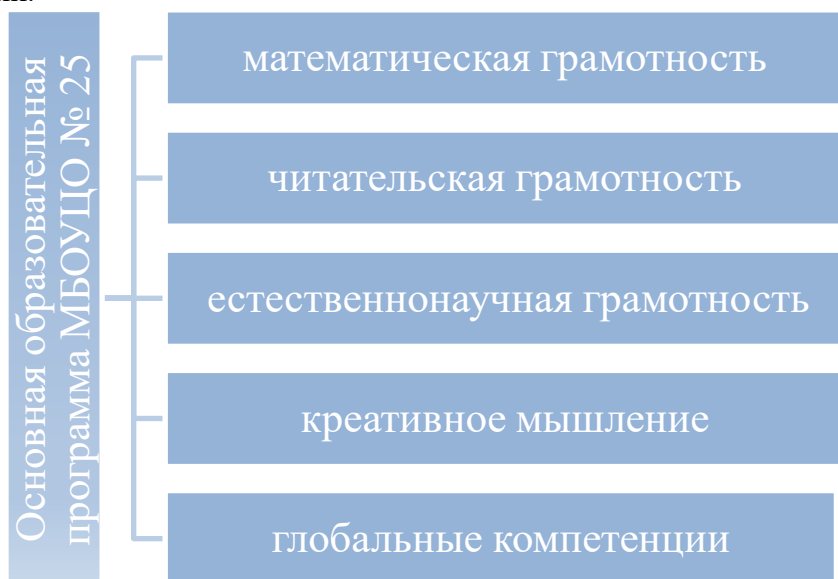 Основная образовательная
программа МБОУЦО № 25
математическая грамотность
читательская грамотность
естественнонаучная грамотность
креативное мышление
глобальные компетенции